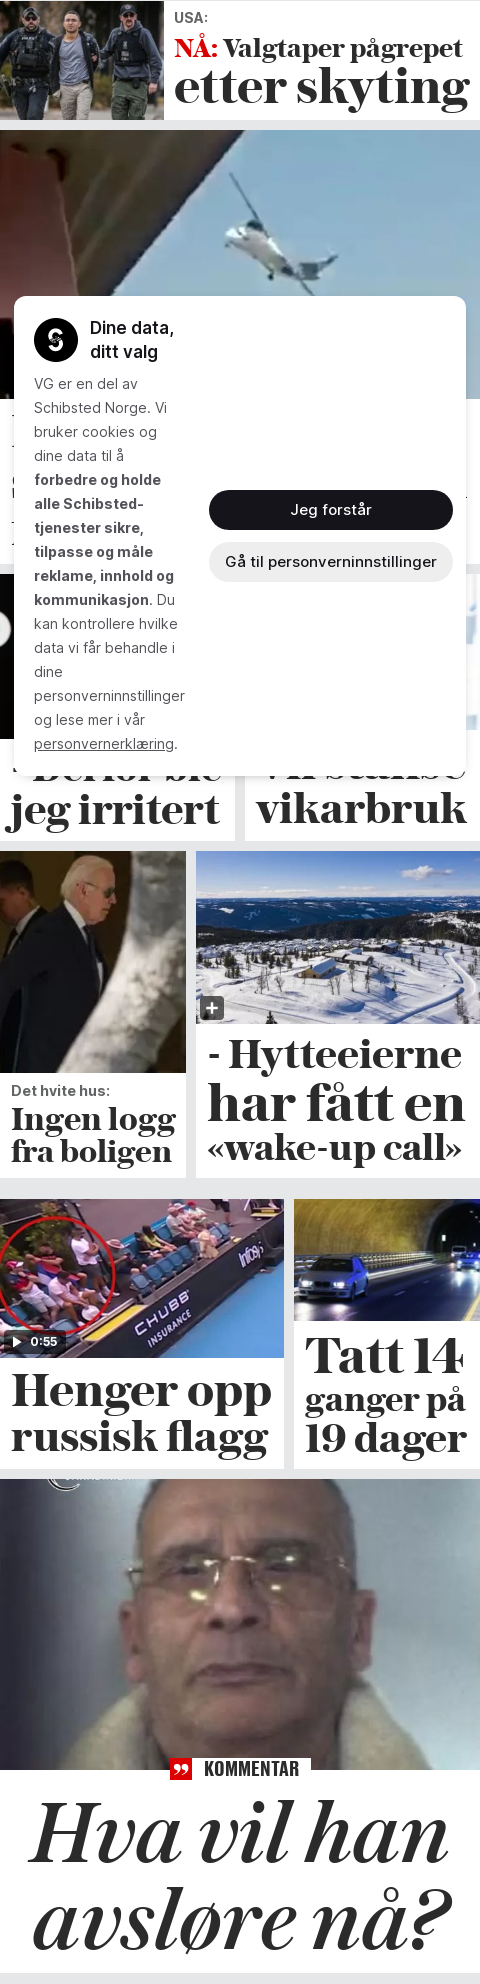 USA:
NÅ: Valgtaper pågrepet
etter skyting
Dine data,
ditt valg
VG er en del av
Schibsted Norge. Vi
bruker cookies og
dine data til å
forbedre og holde
alle Schibsted-
tjenester sikre,
tilpasse og måle
reklame, innhold og
kommunikasjon. Du
kan kontrollere hvilke
data vi får behandle i
dine
personverninnstillinger
og lese mer i vår
personvernerklæring.
Jeg forstår
Gå til personverninnstillinger
jeg irritert
vikarbruk
Det hvite hus:
Ingen logg
fra boligen
- Hytteeierne
har fått en
«wake-up call»
Infosys
CHUBB
INSURANCE
0:55
Henger opp
russisk flagg
Tatt 14
ganger på
19 dager
KOMMENTAR
Hva vil han
avsløre nå?